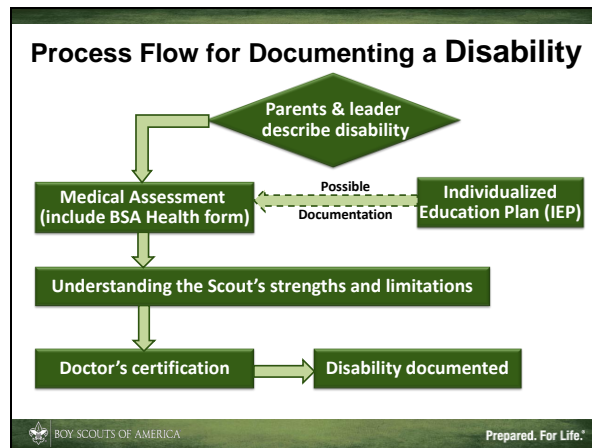 Process Flow for Documenting a Disability
Parents & leader
describe disability
Medical Assessment
(include BSA Health form)
Possible
Documentation
Individualized
Education Plan (IEP)
Understanding the Scout's strengths and limitations
Doctor's certification
Disability documented
BOY SCOUTS OF AMERICA
Prepared. For Life.®